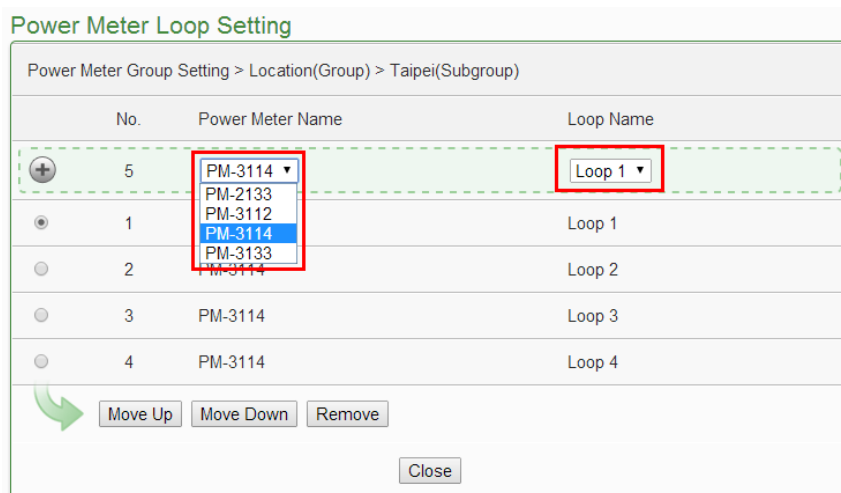 Power Meter Loop Setting
Power Meter Group Setting > Location(Group) > Taipei(Subgroup)
No. Power Meter Name Loop Name
5 PM-3114 Loop 1
PM-2133
PM-3112
1 Loop 1
PM-3114
PM-3133
2 PM-3114 Loop 2
3 PM-3114 Loop 3
4 PM-3114 Loop 4
Move Up Move Down Remove
Close